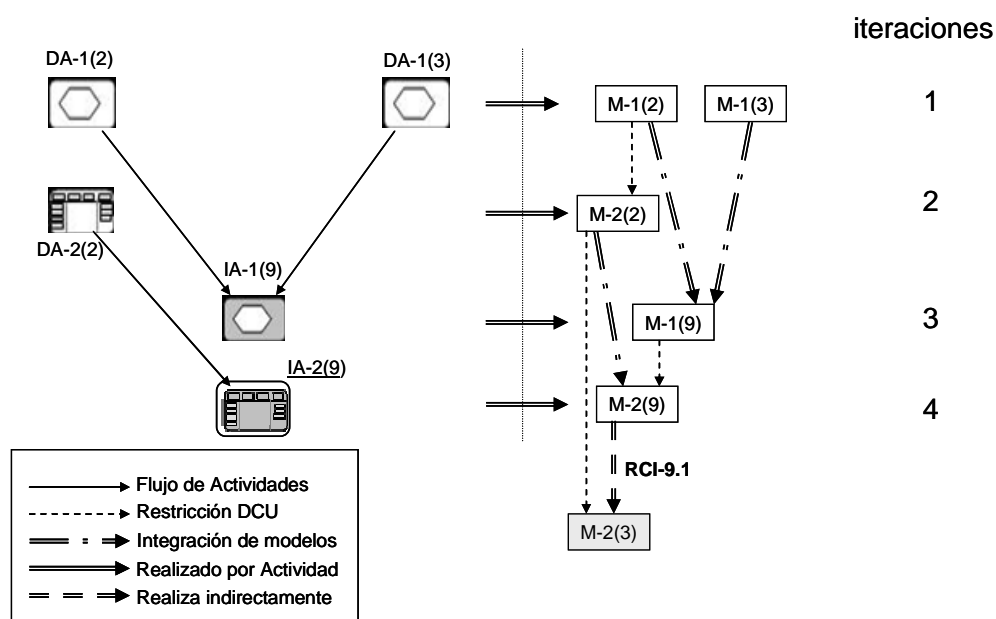 iteraciones
DA-1(2)
DA-1(3)
M-1(2)
M-1(3)
1
DA-2(2)
M-2(2)
2
IA-1(9)
M-1(9)
3
IA-2(9)
M-2(9)
4
RCI-9.1
M-2(3)
Flujo de Actividades
Restricción DCU
Integración de modelos
Realizado por Actividad
Realiza indirectamente